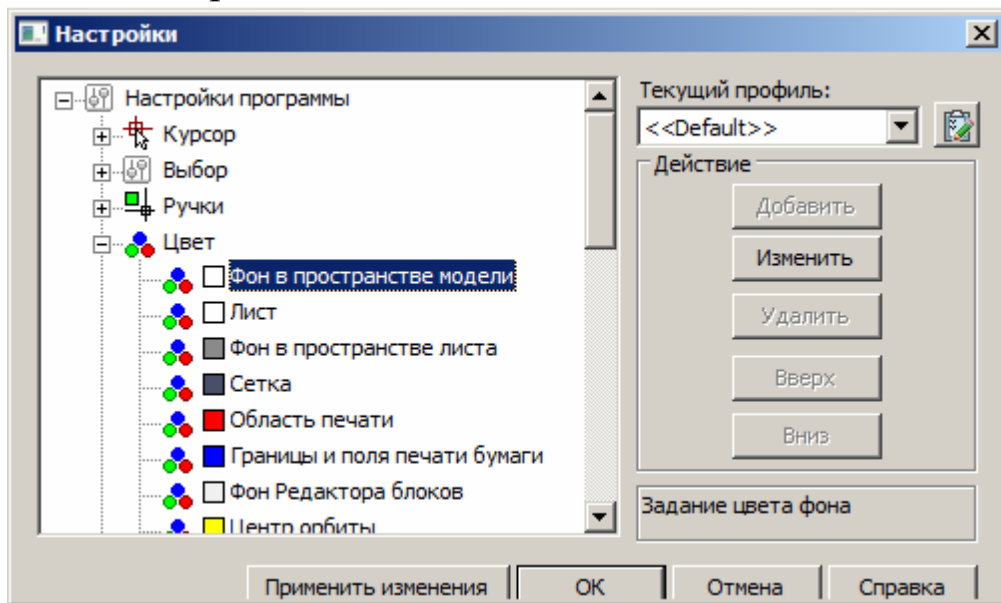 Настройки
Настройки программы
Курсор
Выбор
Ручки
Цвет
Фон в пространстве модели
Лист
Фон в пространстве листа
Сетка
Область печати
Границы и поля печати бумаги
Фон Редактора блоков
Центр орбиты
Текущий профиль:
<<Default>>
Действие
Добавить
Изменить
Удалить
Вверх
Вниз
Задание цвета фона
Применить изменения
ОК
Отмена
Справка